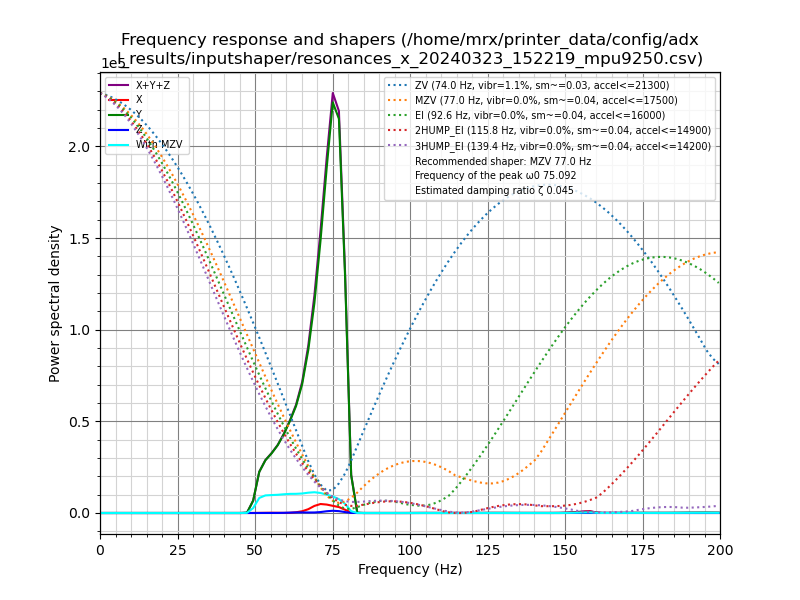 Frequency response and shapers (/home/mrx/printer_data/config/adx
l_results/inputshaper/resonances_x_20240323_152219_mpu9250.csv)
1e5
X+Y+Z
X
Y
Z
With MZV
ZV (74.0 Hz, vibr=1.1%, sm~=0.03, accel<=21300)
MZV (77.0 Hz, vibr=0.0%, sm~=0.04, accel<=17500)
EI (92.6 Hz, vibr=0.0%, sm~=0.04, accel<=16000)
2HUMP_EI (115.8 Hz, vibr=0.0%, sm~=0.04, accel<=14900)
3HUMP_EI (139.4 Hz, vibr=0.0%, sm~=0.04, accel<=14200)
Recommended shaper: MZV 77.0 Hz
Frequency of the peak ω0 75.092
Estimated damping ratio ζ 0.045
2.0
1.5
1.0
0.5
0.0
Power spectral density
0 25 50 75 100 125 150 175 200
Frequency (Hz)